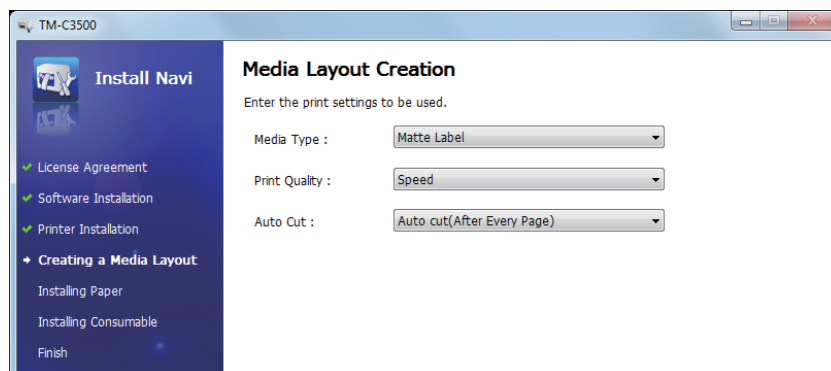 TM-C3500
Install Navi
License Agreement
Software Installation
Printer Installation
Creating a Media Layout
Installing Paper
Installing Consumable
Finish
Media Layout Creation
Enter the print settings to be used.
Media Type : Matte Label
Print Quality : Speed
Auto Cut : Auto cut(After Every Page)